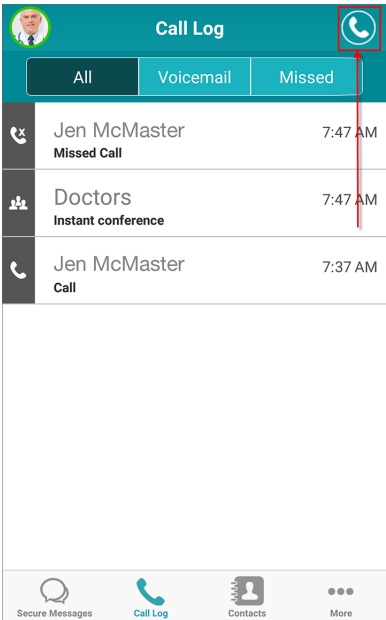 Call Log
All Voicemail Missed
Jen McMaster 7:47 AM
Missed Call
Doctors 7:47 AM
Instant conference
Jen McMaster 7:37 AM
Call
Secure Messages Call Log Contacts More